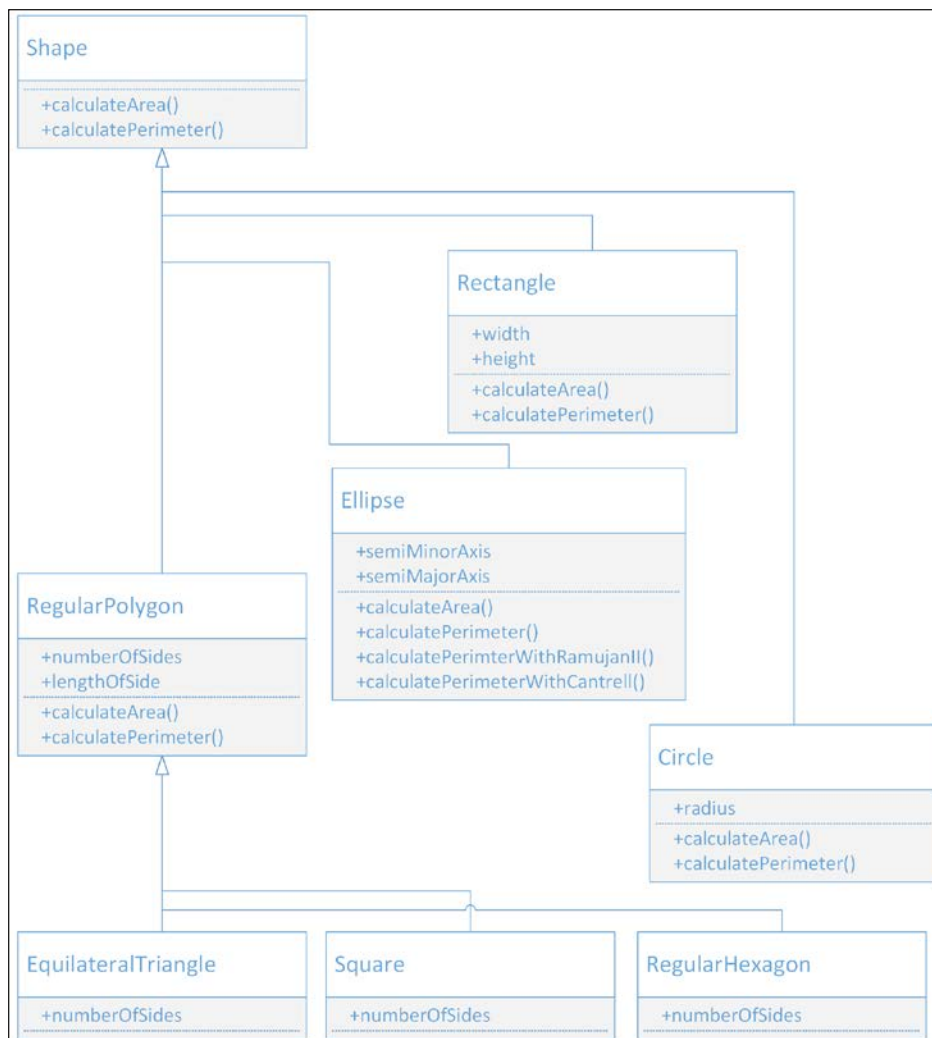 Shape
+calculateArea()
+calculatePerimeter()
Rectangle
+width
+height
+calculateArea()
+calculatePerimeter()
Ellipse
+semiMinorAxis
+semiMajorAxis
+calculateArea()
+calculatePerimeter()
+calculatePerimterWithRamujanII()
+calculatePerimeterWithCantrell()
RegularPolygon
+numberOfSides
+lengthOfSide
+calculateArea()
+calculatePerimeter()
Circle
+radius
+calculateArea()
+calculatePerimeter()
EquilateralTriangle
+numberOfSides
Square
+numberOfSides
RegularHexagon
+numberOfSides